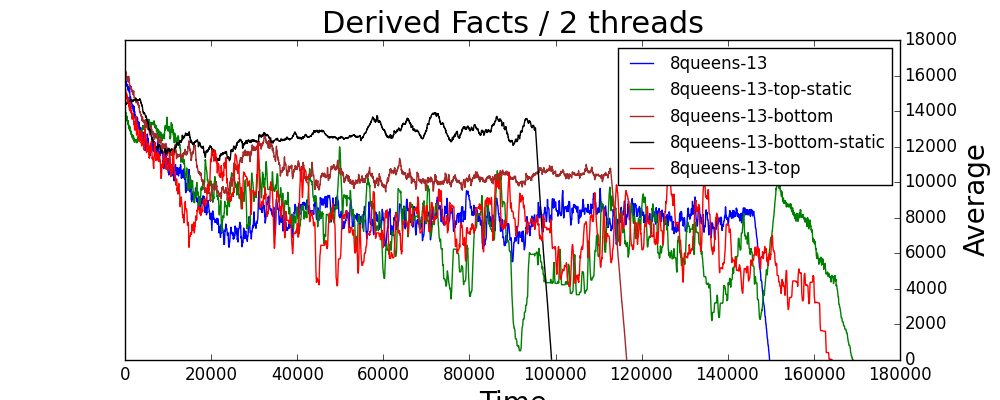 Derived Facts / 2 threads
18000
16000
14000
12000
10000
8000
6000
4000
2000
0
Average
8queens-13
8queens-13-top-static
8queens-13-bottom
8queens-13-bottom-static
8queens-13-top
0 20000 40000 60000 80000 100000 120000 140000 160000 180000
Time